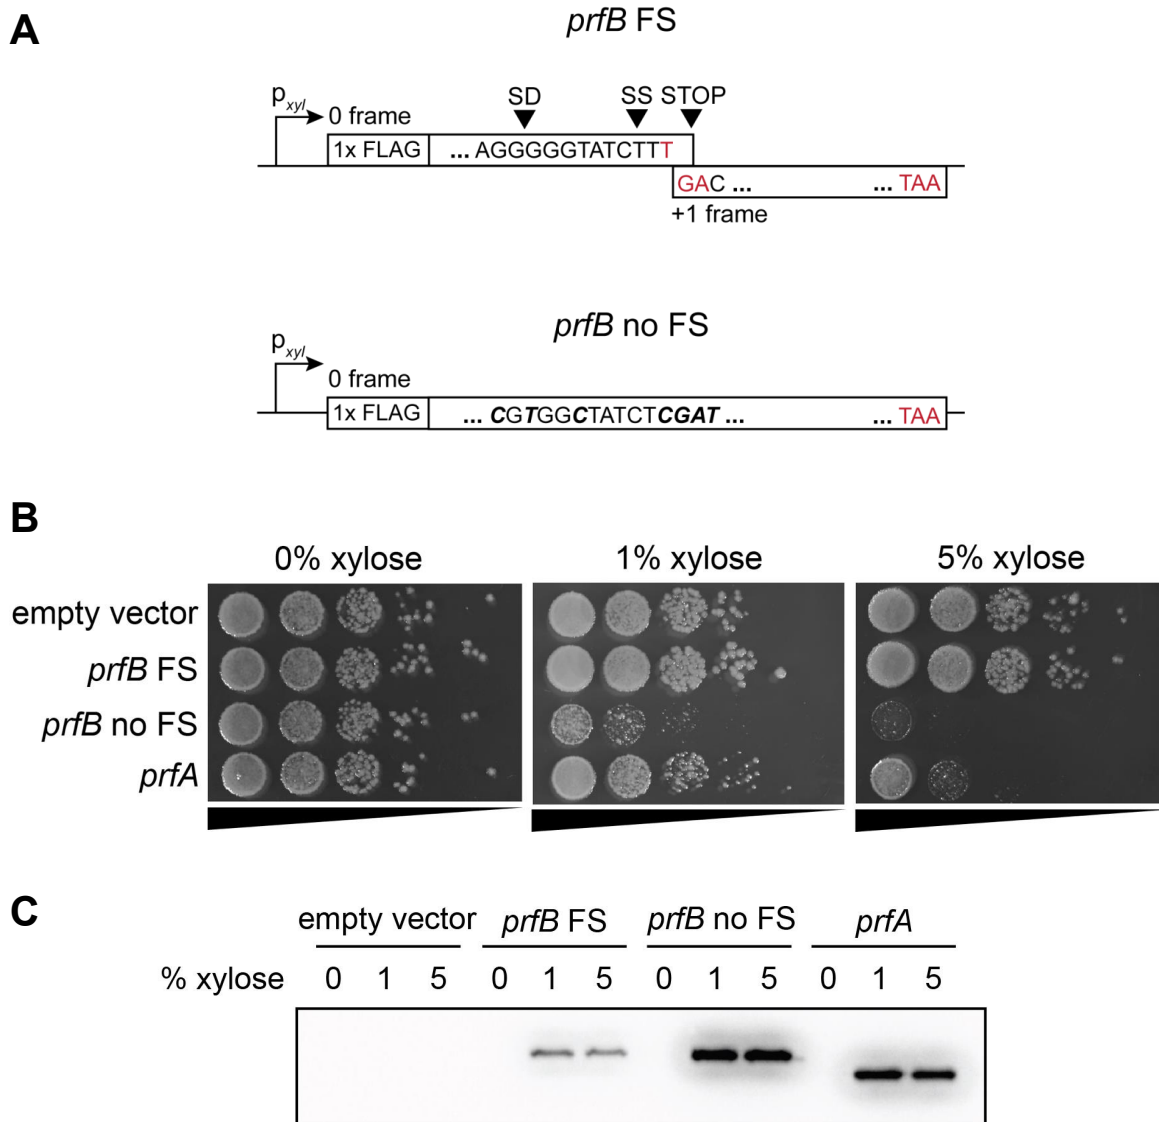 A
prfB FS
pxyl
0 frame
SD SS STOP
1x FLAG ... AGGGGGTATCTTT
GAC ... ... TAA
+1 frame
prfB no FS
pxyl
0 frame
1x FLAG ... CGTGGCTATCTCGAT ... ... TAA
B
0% xylose 1% xylose 5% xylose
empty vector
prfB FS
prfB no FS
prfA
C
empty vector prfB FS prfB no FS prfA
% xylose 0 1 5 0 1 5 0 1 5 0 1 5